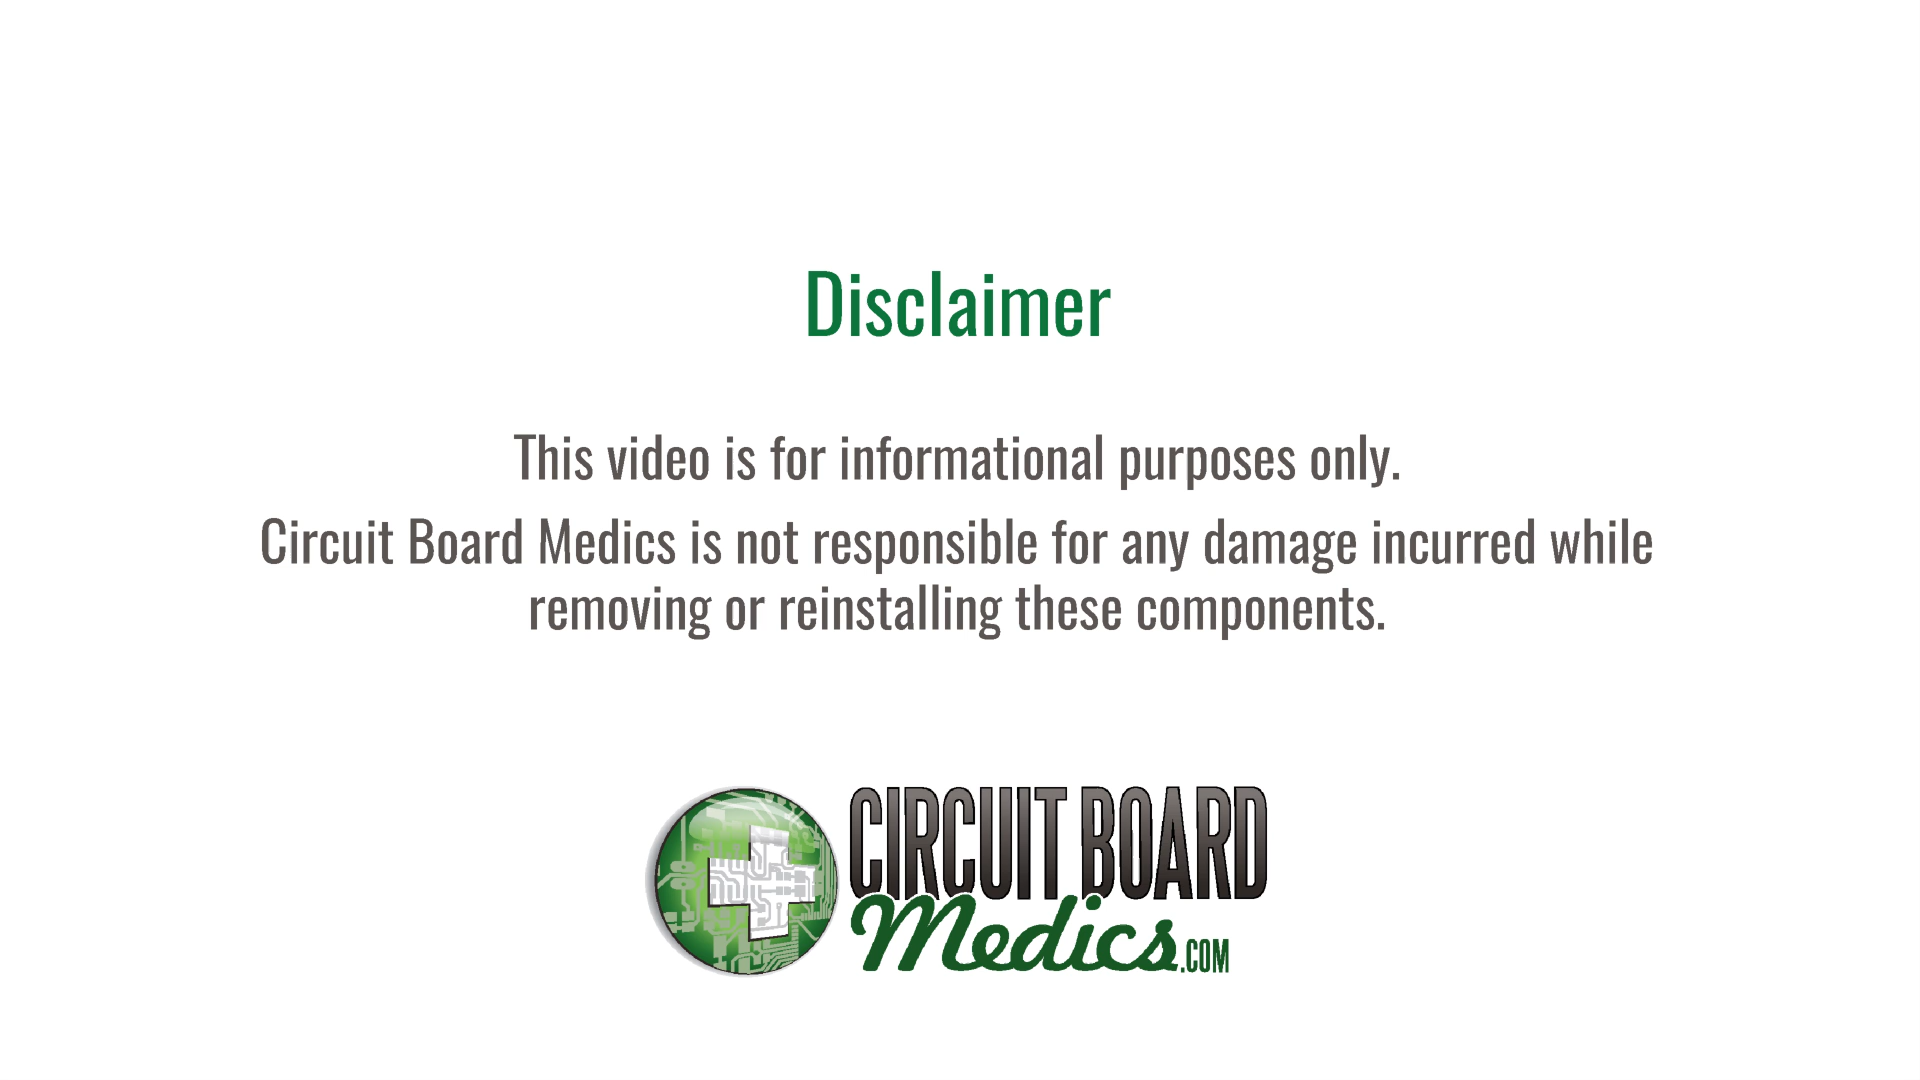 Disclaimer
This video is for informational purposes only.
Circuit Board Medics is not responsible for any damage incurred while
removing or reinstalling these components.
CIRCUIT BOARD
Medics.COM